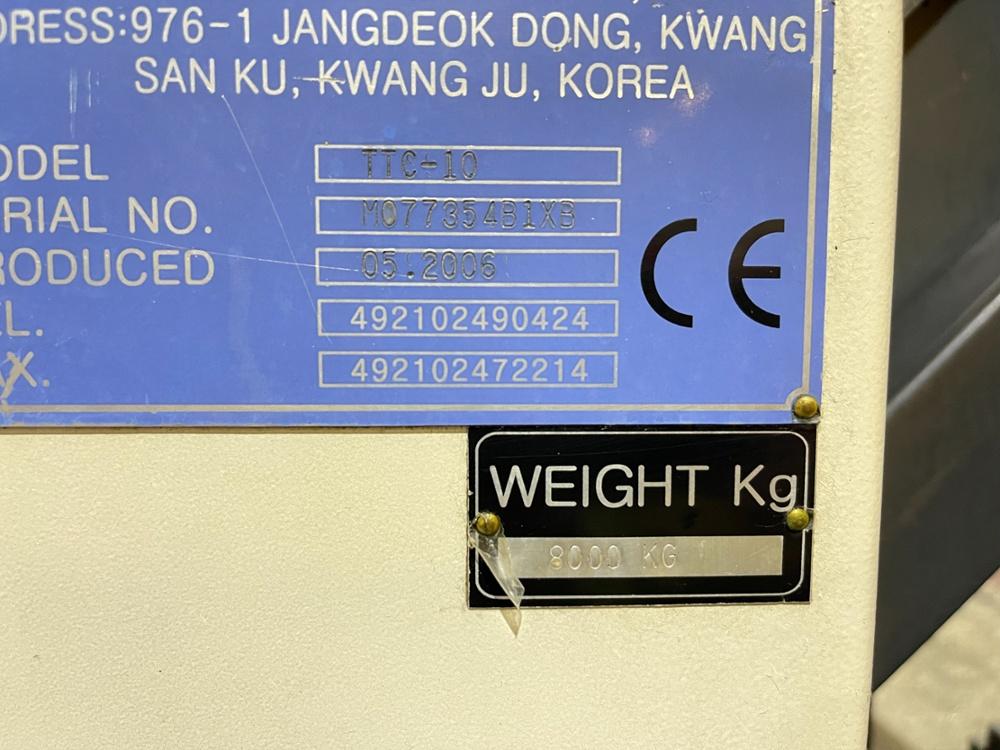 DRESS:976-1 JANGDEOK DONG, KWANG
SAN KU, KWANG JU, KOREA
ODEL TTC-10
RIAL NO. M077354B1XB
RODUCED 05.2006
EL. 492102490424
AX. 492102472214
CE
WEIGHT Kg
8000 KG